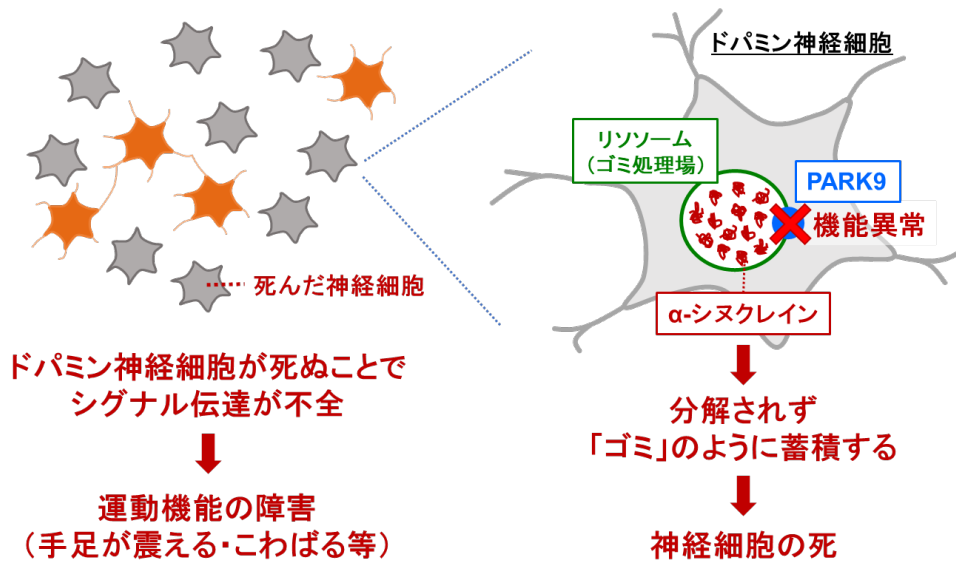 死んだ神経細胞
ドパミン神経細胞が死ぬことで
シグナル伝達が不全
運動機能の障害
(手足が震える・こわばる等)
ドパミン神経細胞
リソソーム
(ゴミ処理場)
PARK9
機能異常
α-シヌクレイン
分解されず
「ゴミ」のように蓄積する
神経細胞の死